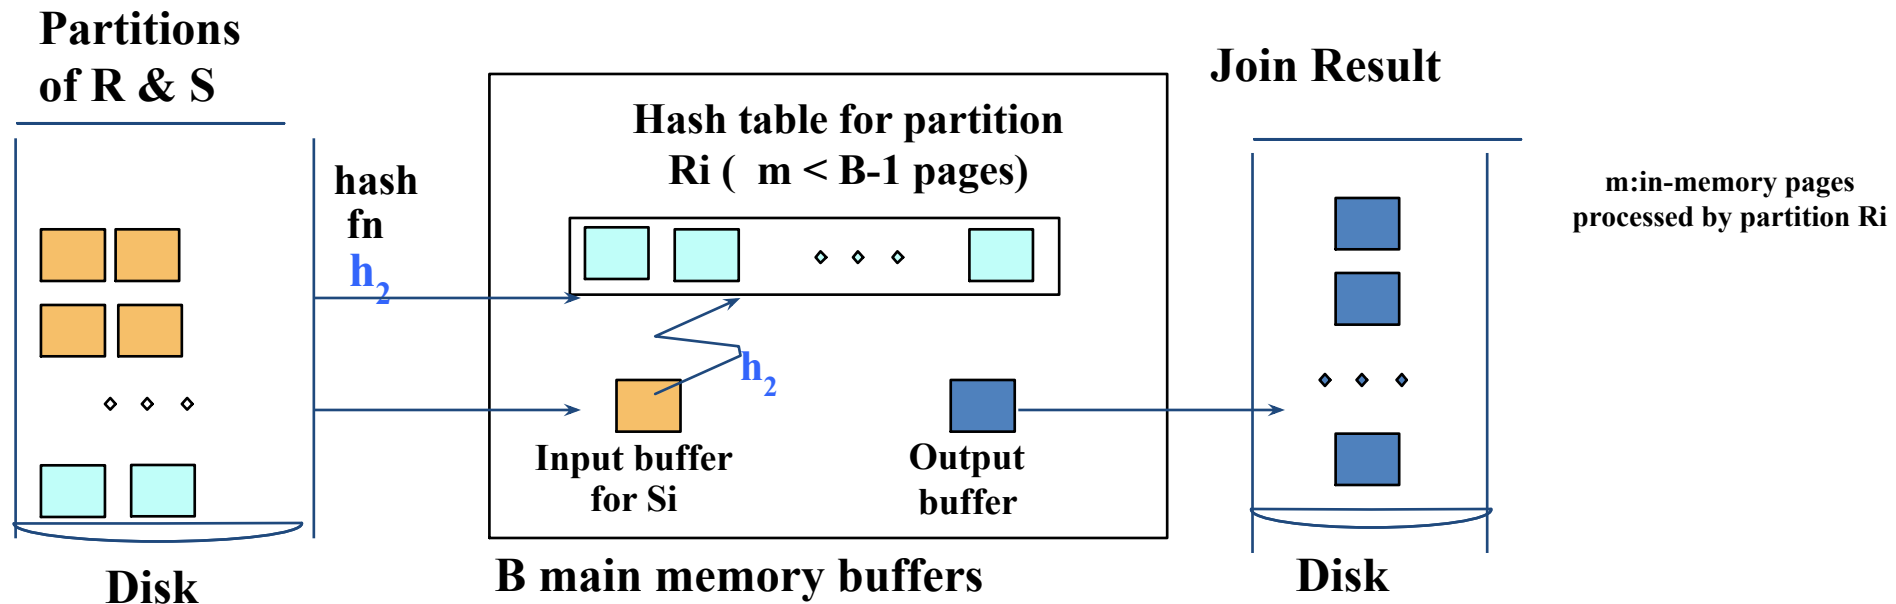 Partitions
of R & S
Join Result
Hash table for partition
Ri (  m < B-1 pages)
hash
fn
h2
m:in-memory pages
processed by partition Ri
h2
Input buffer
for Si
Output
buffer
B main memory buffers
Disk
Disk